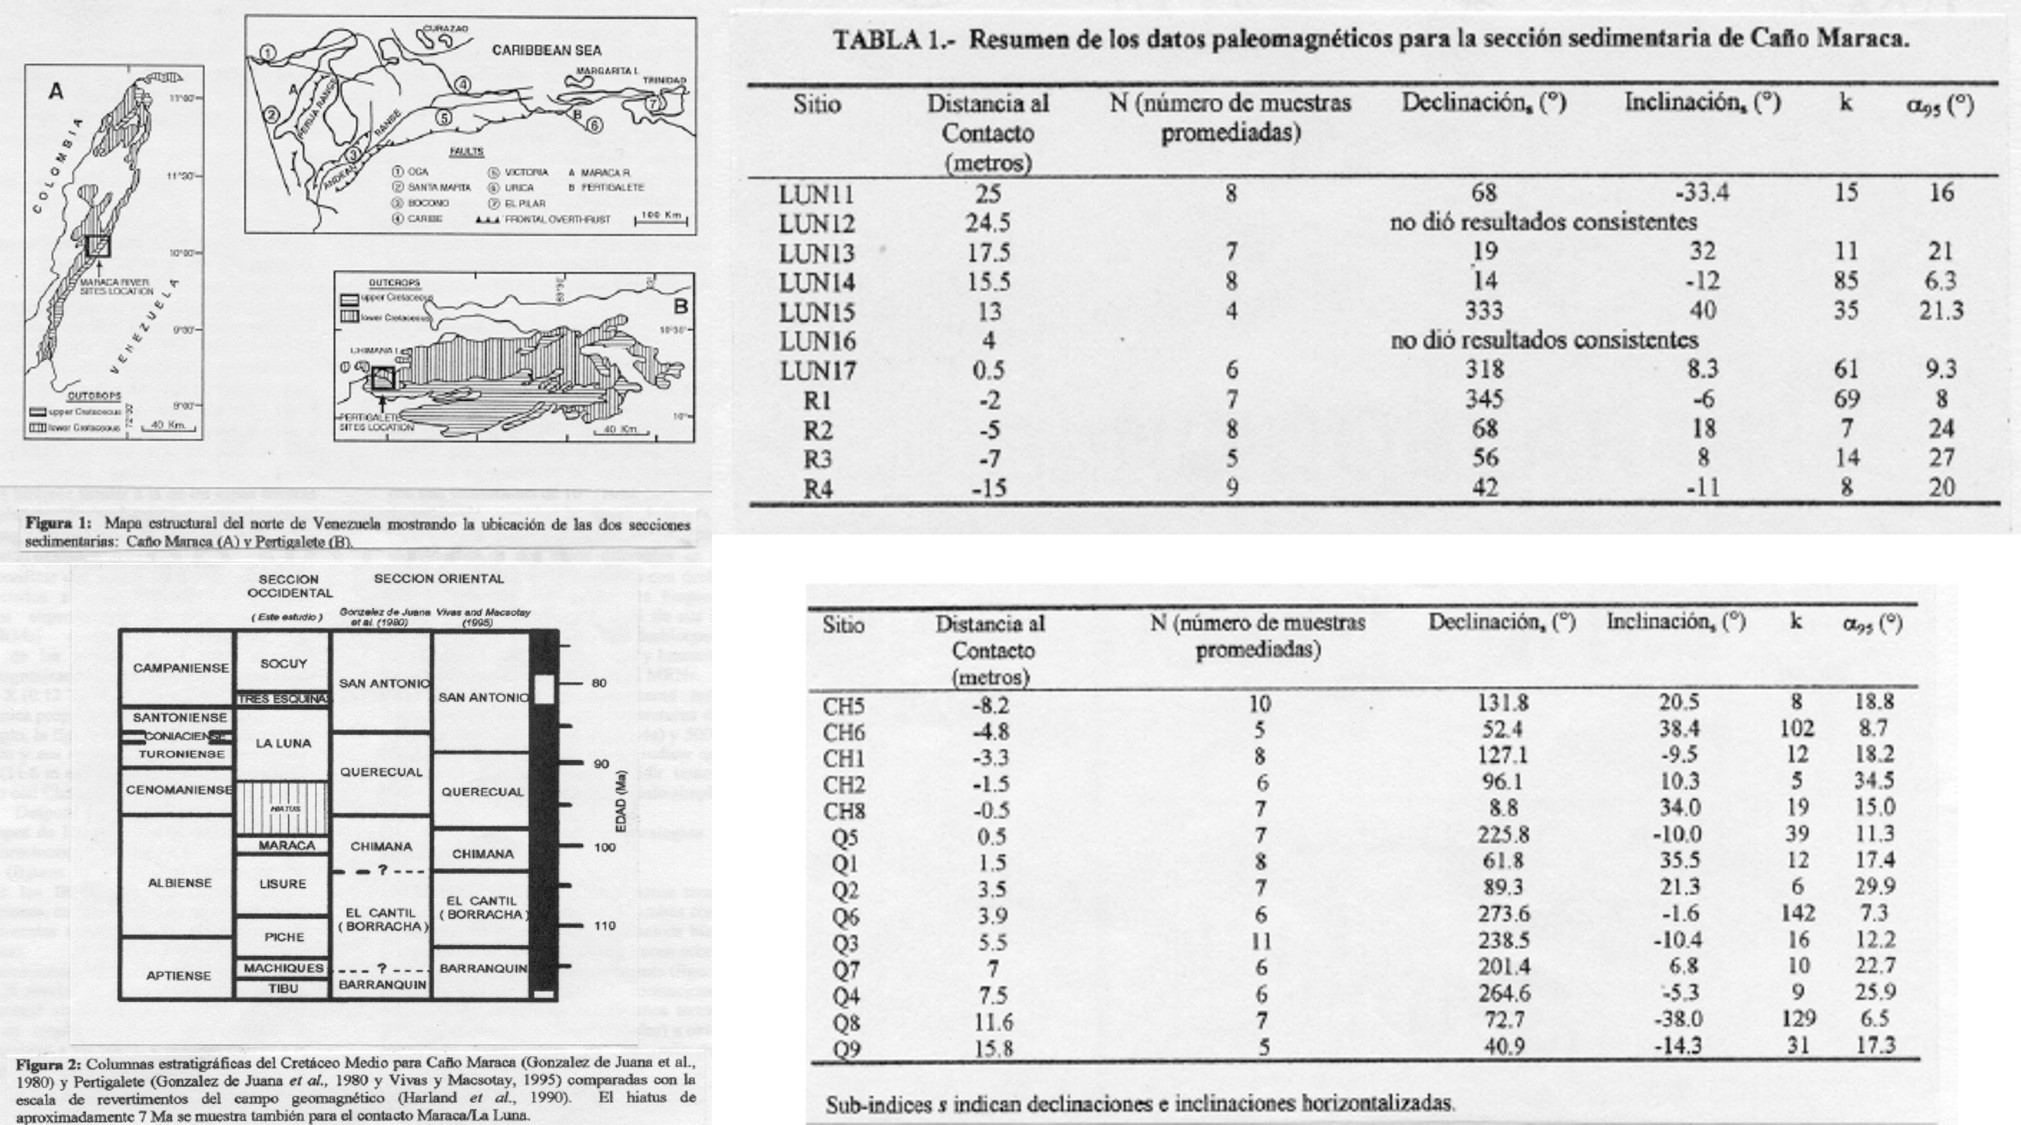 A
COLOMBIA
VENEZUELA
11°30'
10°00'
9°30'
9°00'
72°30'
MARACA RIVER
SITES LOCATION
OUTCROPS
upper Cretaceous
lower Cretaceous
40 Km.
CURAZAO
CARIBBEAN SEA
MARGARITA I.
TRINIDAD
PERIJA RANGE
ANDEAN RANGE
1
2
3
4
5
6
7
A
B
FAULTS
1 OCA
2 SANTA MARTA
3 BOCONO
4 CARIBE
5 VICTORIA
6 URICA
7 EL PILAR
A MARACA R.
B PERTIGALETE
FRONTAL OVERTHRUST
100 Km
OUTCROPS
upper Cretaceous
lower Cretaceous
B
CHIMANA I.
10°30'
10°
PERTIGALETE
SITES LOCATION
40 Km.
Figura 1: Mapa estructural del norte de Venezuela mostrando la ubicación de las dos secciones
sedimentarias: Caño Maraca (A) y Pertigalete (B).
SECCION
OCCIDENTAL
SECCION ORIENTAL
( Este estudio )
Gonzalez de Juana
et al. (1980)
Vivas and Macsotay
(1995)
CAMPANIENSE
SANTONIENSE
CONIACIENSE
TURONIENSE
CENOMANIENSE
ALBIENSE
APTIENSE
SOCUY
TRES ESQUINAS
LA LUNA
HIATUS
MARACA
LISURE
PICHE
MACHIQUES
TIBU
SAN ANTONIO
QUERECUAL
CHIMANA
?
EL CANTIL
( BORRACHA)
?
BARRANQUIN
SAN ANTONIO
QUERECUAL
CHIMANA
EL CANTIL
( BORRACHA)
BARRANQUIN
80
90
100
110
EDAD (Ma)
Figura 2: Columnas estratigráficas del Cretáceo Medio para Caño Maraca (Gonzalez de Juana et al.,
1980) y Pertigalete (Gonzalez de Juana et al., 1980 y Vivas y Macsotay, 1995) comparadas con la
escala de revertimentos del campo geomagnético (Harland et al., 1990). El hiatus de
aproximadamente 7 Ma se muestra también para el contacto Maraca/La Luna.
TABLA 1.- Resumen de los datos paleomagnéticos para la sección sedimentaria de Caño Maraca.
Sitio Distancia al N (número de muestras Declinaciónₛ (°) Inclinaciónₛ (°) k α₉₅ (°)
Contacto promediadas)
(metros)
LUN11 25 8 68 -33.4 15 16
LUN12 24.5 no dió resultados consistentes
LUN13 17.5 7 19 32 11 21
LUN14 15.5 8 14 -12 85 6.3
LUN15 13 4 333 40 35 21.3
LUN16 4 no dió resultados consistentes
LUN17 0.5 6 318 8.3 61 9.3
R1 -2 7 345 -6 69 8
R2 -5 8 68 18 7 24
R3 -7 5 56 8 14 27
R4 -15 9 42 -11 8 20
Sitio Distancia al N (número de muestras Declinaciónₛ (°) Inclinaciónₛ (°) k α₉₅ (°)
Contacto promediadas)
(metros)
CH5 -8.2 10 131.8 20.5 8 18.8
CH6 -4.8 5 52.4 38.4 102 8.7
CH1 -3.3 8 127.1 -9.5 12 18.2
CH2 -1.5 6 96.1 10.3 5 34.5
CH8 -0.5 7 8.8 34.0 19 15.0
Q5 0.5 7 225.8 -10.0 39 11.3
Q1 1.5 8 61.8 35.5 12 17.4
Q2 3.5 7 89.3 21.3 6 29.9
Q6 3.9 6 273.6 -1.6 142 7.3
Q3 5.5 11 238.5 -10.4 16 12.2
Q7 7 6 201.4 6.8 10 22.7
Q4 7.5 6 264.6 -5.3 9 25.9
Q8 11.6 7 72.7 -38.0 129 6.5
Q9 15.8 5 40.9 -14.3 31 17.3
Sub-indices s indican declinaciones e inclinaciones horizontalizadas.